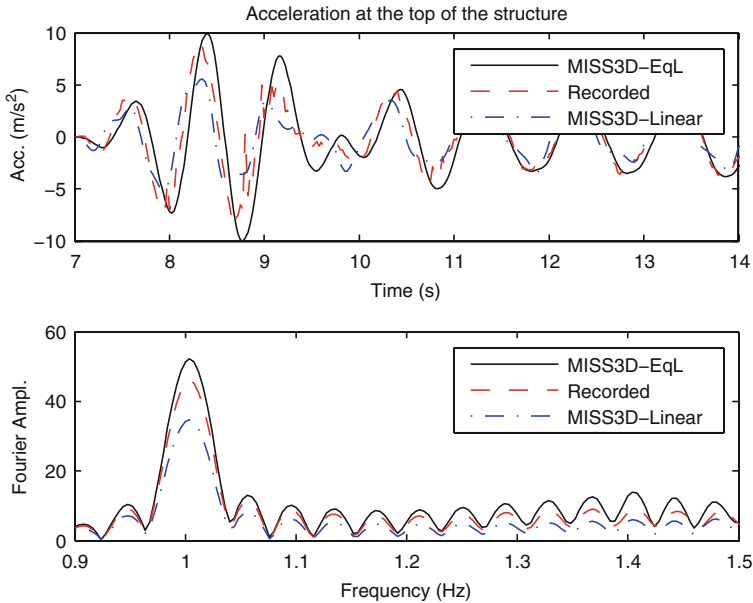 Acceleration at the top of the structure
10
5
0
−5
−10
Acc. (m/s²)
MISS3D−EqL
Recorded
MISS3D−Linear
7 8 9 10 11 12 13 14
Time (s)
60
40
20
0
Fourier Ampl.
MISS3D−EqL
Recorded
MISS3D−Linear
0.9 1 1.1 1.2 1.3 1.4 1.5
Frequency (Hz)